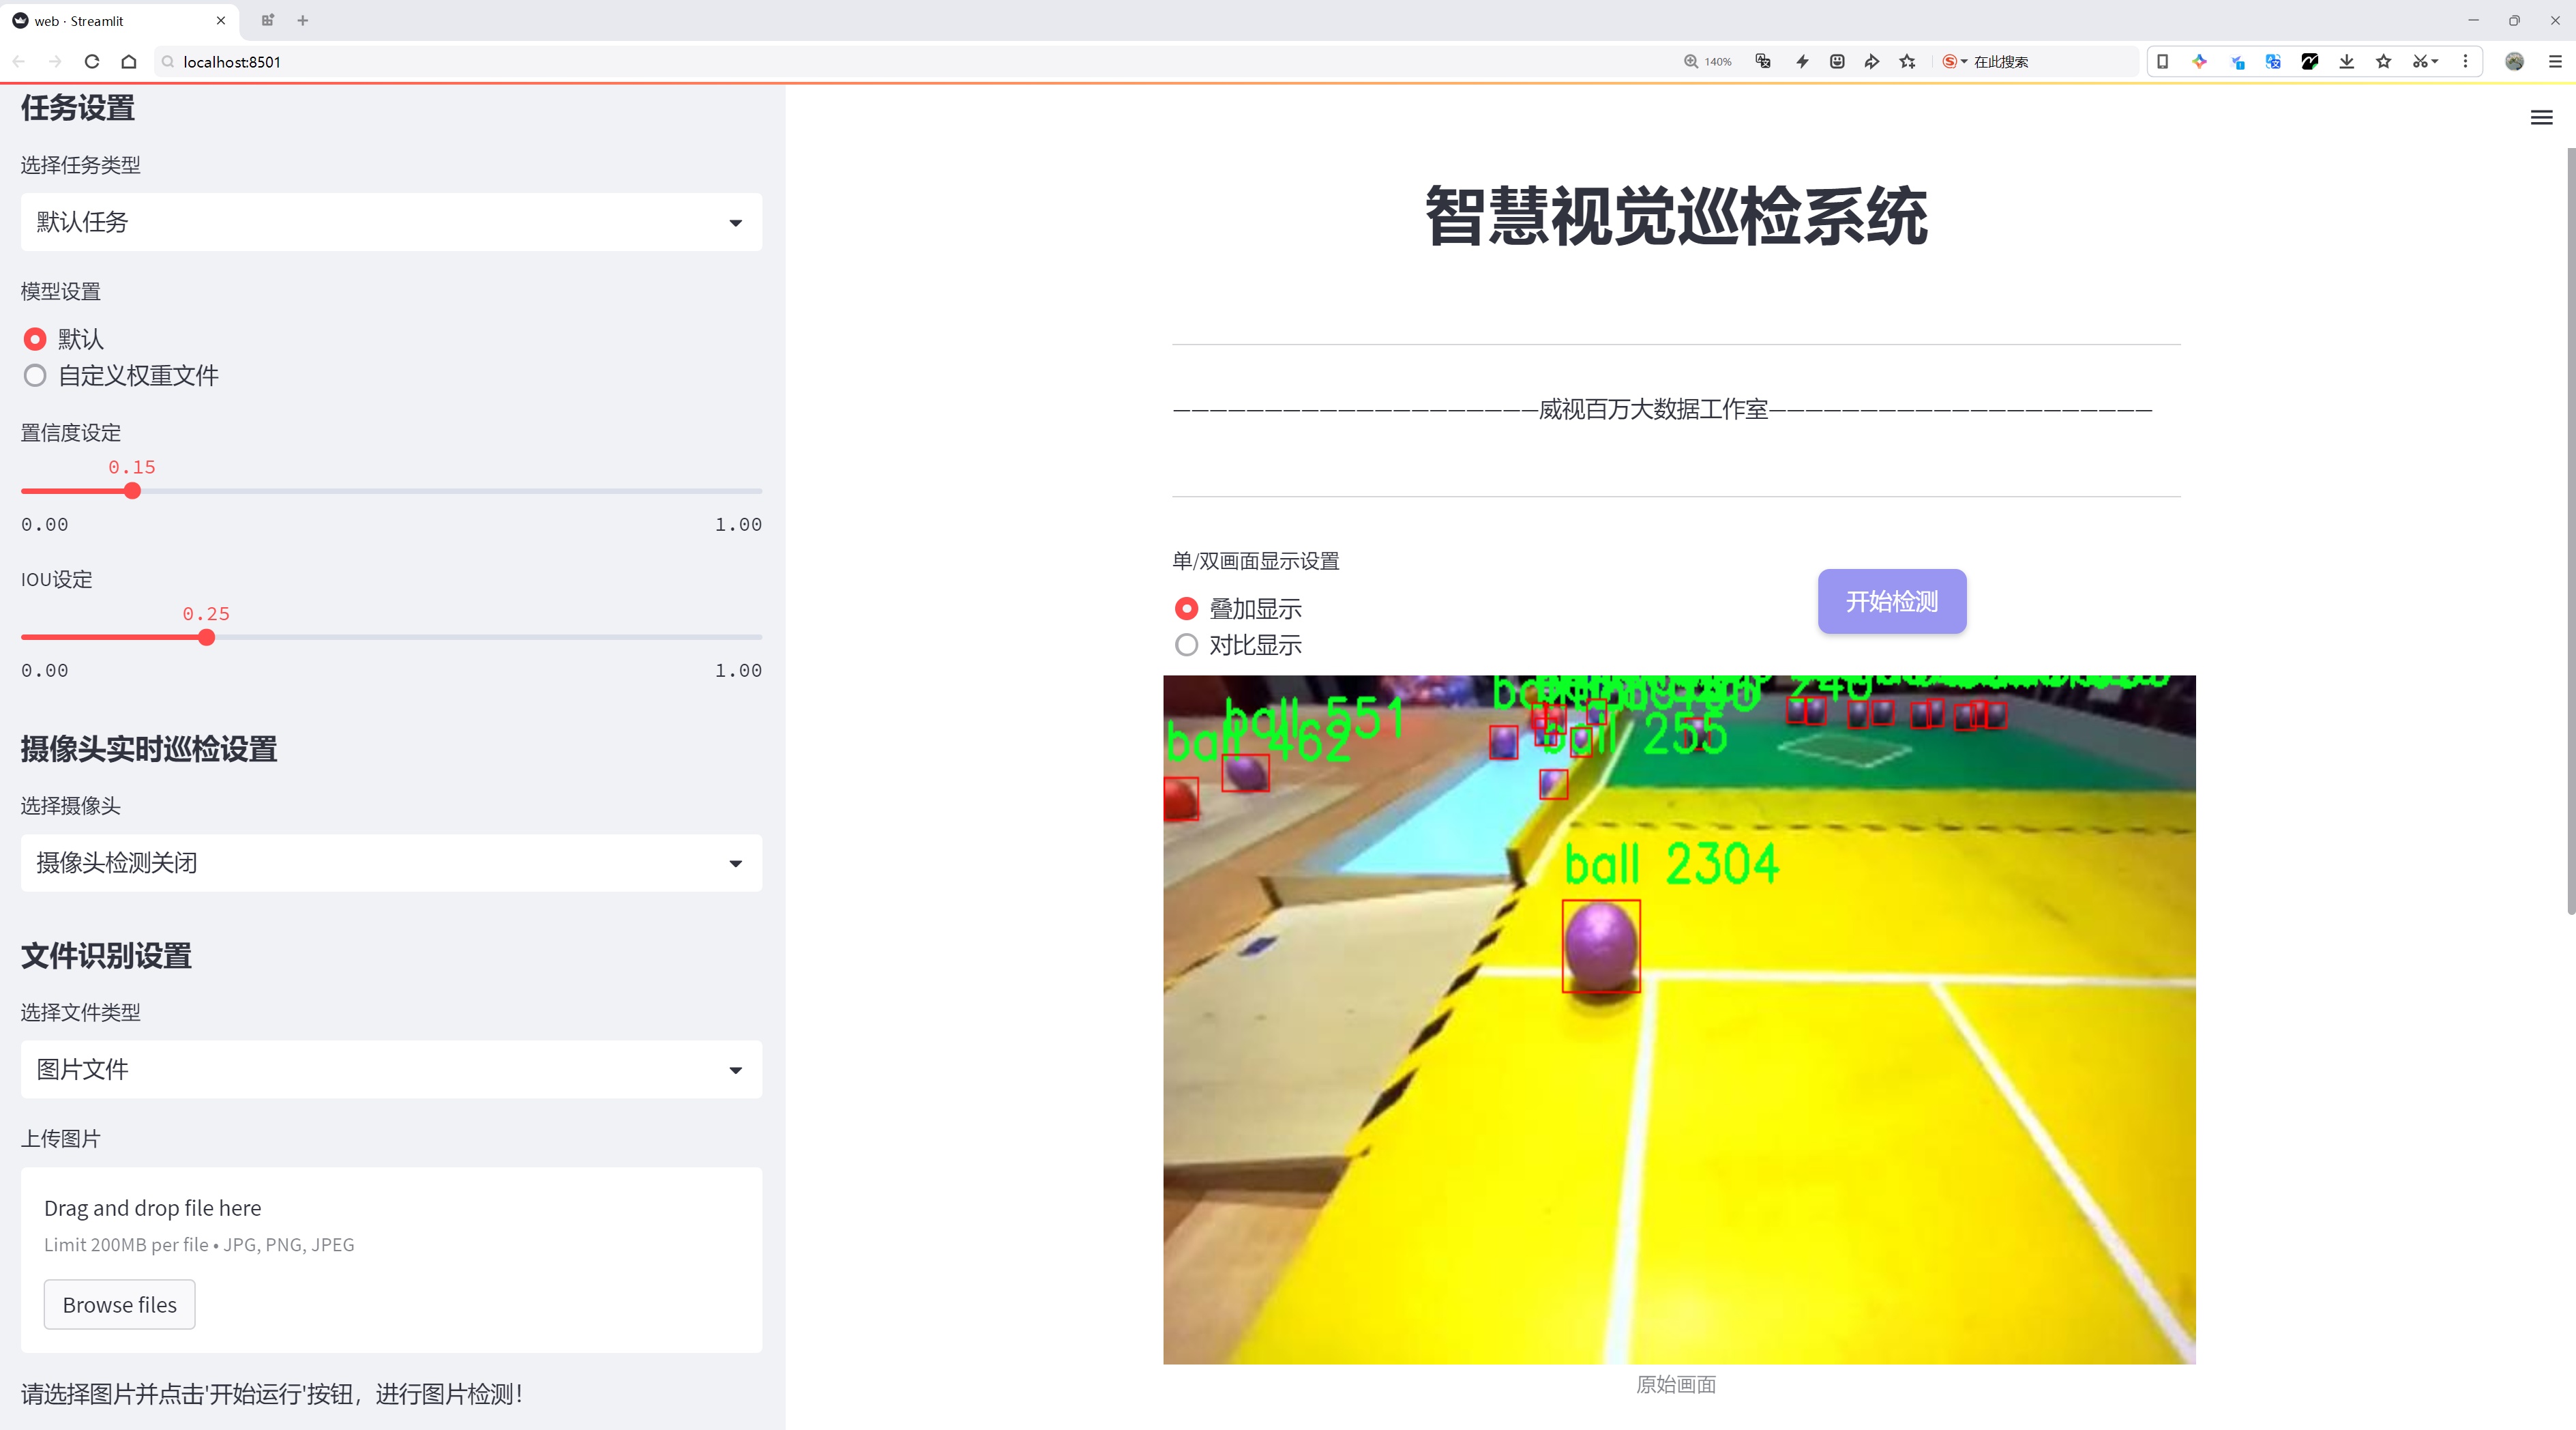 web · Streamlit
localhost:8501
140%
在此搜索
任务设置
选择任务类型
默认任务
模型设置
默认
自定义权重文件
置信度设定
0.15
0.00 1.00
IOU设定
0.25
0.00 1.00
摄像头实时巡检设置
选择摄像头
摄像头检测关闭
文件识别设置
选择文件类型
图片文件
上传图片
Drag and drop file here
Limit 200MB per file • JPG, PNG, JPEG
Browse files
请选择图片并点击'开始运行'按钮，进行图片检测！
智慧视觉巡检系统
————————————————————威视百万大数据工作室—————————————————————
单/双画面显示设置
叠加显示
对比显示
开始检测
ball 551
ball 462
ball 255
ball 2304
原始画面